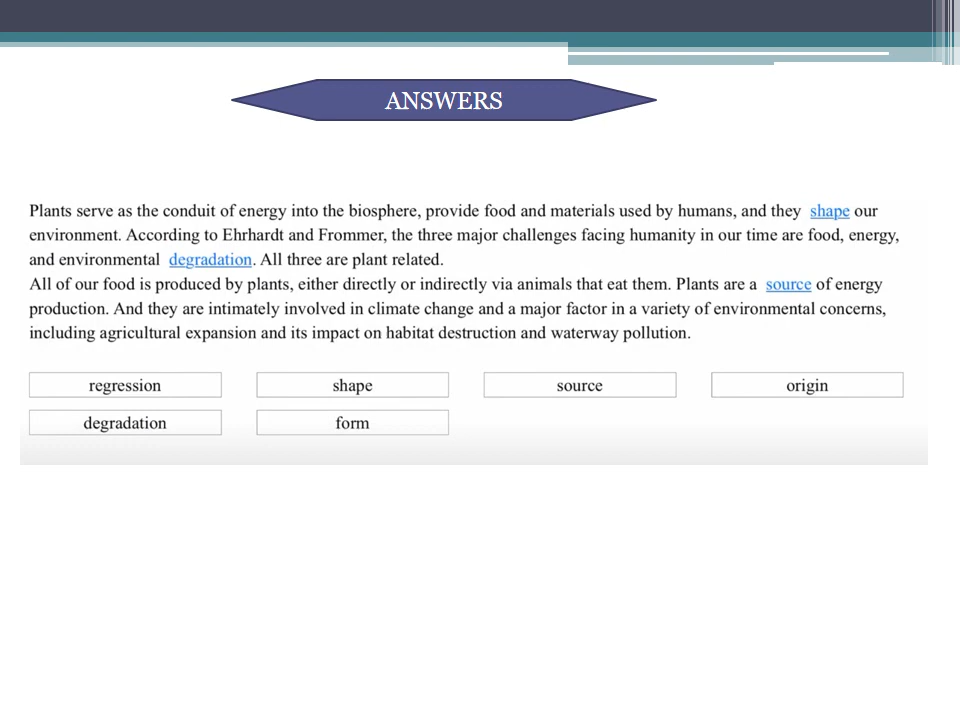 ANSWERS
Plants serve as the conduit of energy into the biosphere, provide food and materials used by humans, and they shape our
environment. According to Ehrhardt and Frommer, the three major challenges facing humanity in our time are food, energy,
and environmental degradation. All three are plant related.
All of our food is produced by plants, either directly or indirectly via animals that eat them. Plants are a source of energy
production. And they are intimately involved in climate change and a major factor in a variety of environmental concerns,
including agricultural expansion and its impact on habitat destruction and waterway pollution.
regression shape source origin
degradation form